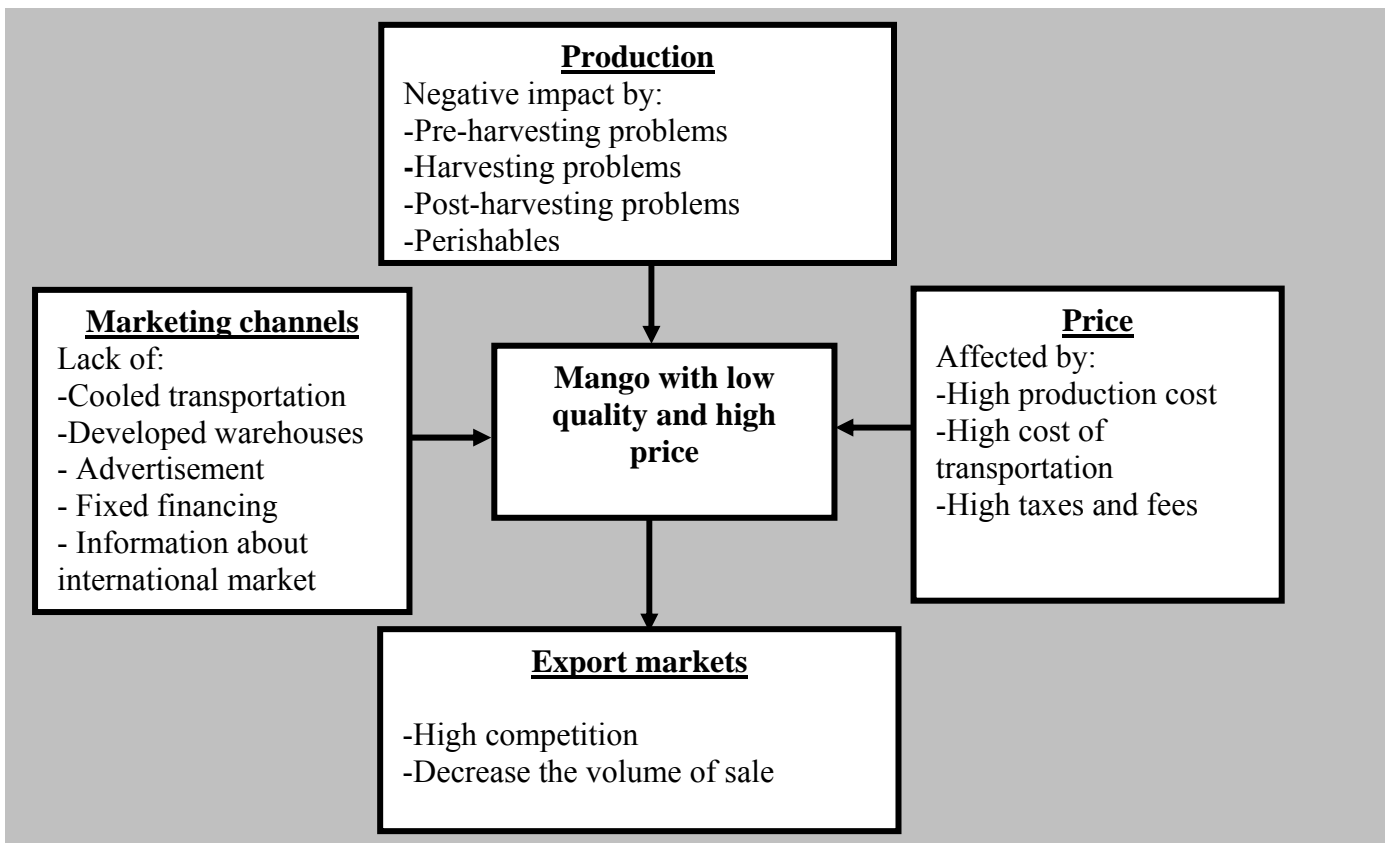 Production
Negative impact by:
-Pre-harvesting problems
-Harvesting problems
-Post-harvesting problems
-Perishables
Marketing channels
Lack of:
-Cooled transportation
-Developed warehouses
- Advertisement
- Fixed financing
- Information about
international market
Mango with low
quality and high
price
Price
Affected by:
-High production cost
-High cost of
transportation
-High taxes and fees
Export markets
-High competition
-Decrease the volume of sale